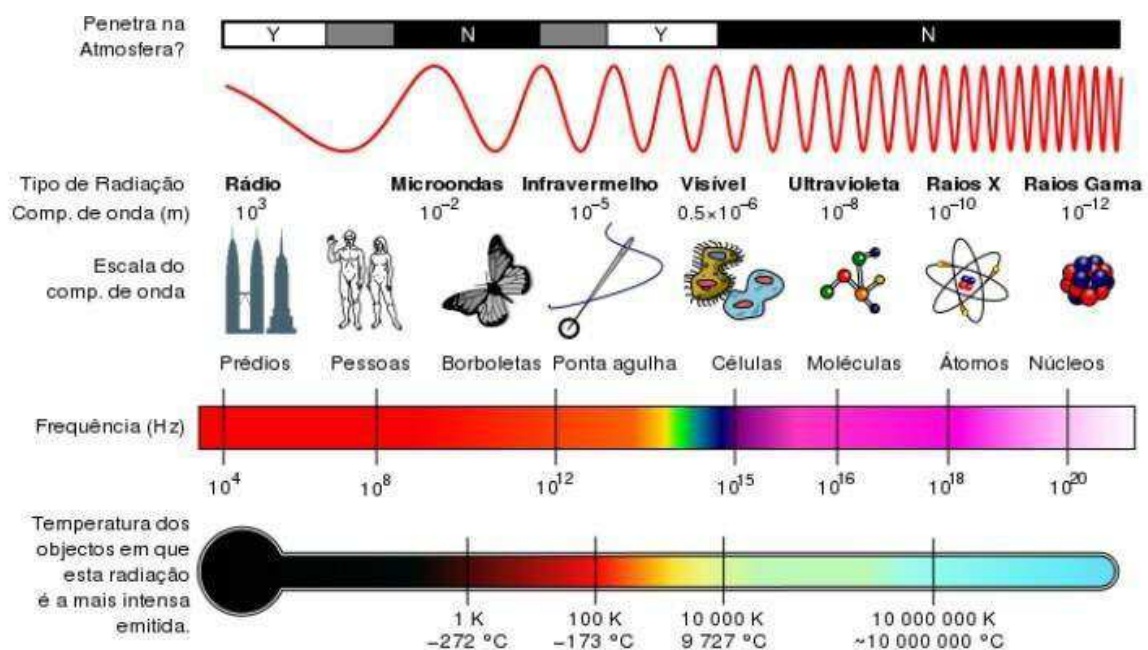 Penetra na
Atmosfera?
Y N Y N
Tipo de Radiação Rádio Microondas Infravermelho Visível Ultravioleta Raios X Raios Gama
Comp. de onda (m) 10³ 10⁻² 10⁻⁵ 0.5×10⁻⁶ 10⁻⁸ 10⁻¹⁰ 10⁻¹²
Escala do
comp. de onda
Prédios Pessoas Borboletas Ponta agulha Células Moléculas Átomos Núcleos
Frequência (Hz)
10⁴ 10⁸ 10¹² 10¹⁵ 10¹⁶ 10¹⁸ 10²⁰
Temperatura dos
objectos em que
esta radiação
é a mais intensa
emitida.
1 K 100 K 10 000 K 10 000 000 K
−272 °C −173 °C 9 727 °C ~10 000 000 °C